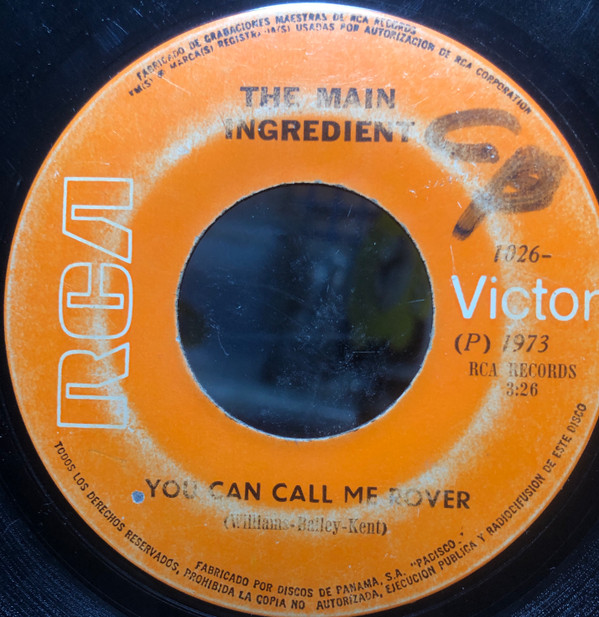 FABRICADO DE GRABACIONES MAESTRAS DE RCA RECORDS
TM(S) ® MARCA(S) REGISTRADA(S) USADAS POR AUTORIZACION DE RCA CORPORATION
THE MAIN
INGREDIENT
RCA
1026-
Victor
(P) 1973
RCA RECORDS
3:26
YOU CAN CALL ME ROVER
(Williams-Bailey-Kent)
TODOS LOS DERECHOS RESERVADOS, PROHIBIDA LA COPIA NO AUTORIZADA, EJECUCION PUBLICA Y RADIODIFUSION DE ESTE DISCO
FABRICADO POR DISCOS DE PANAMA, S.A. "PADISCO."